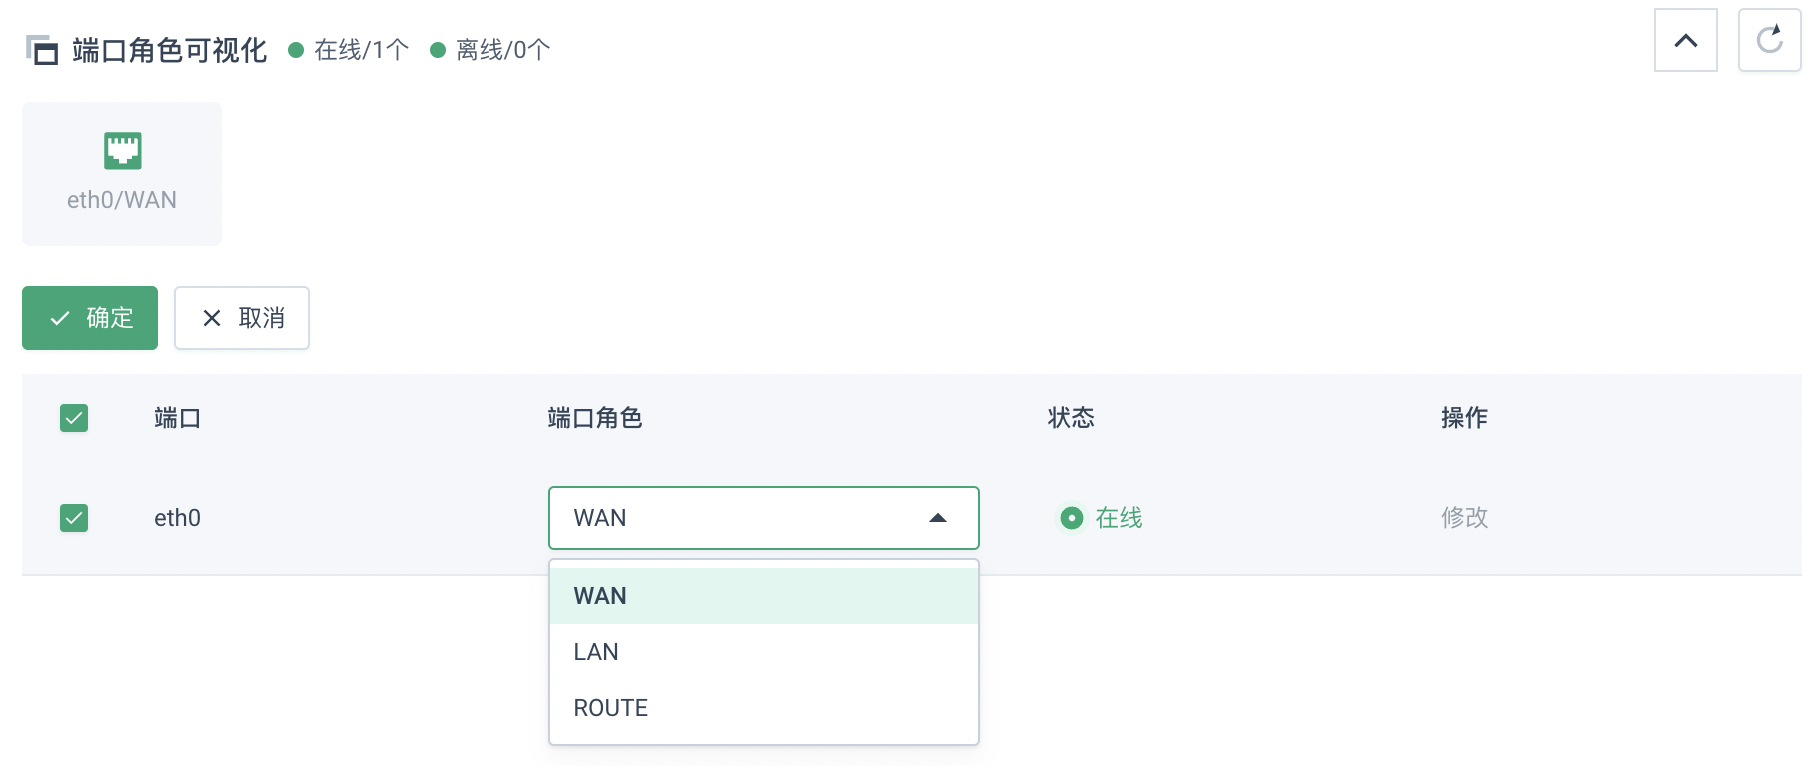 端口角色可视化 在线/1个 离线/0个
eth0/WAN
确定 取消
端口 端口角色 状态 操作
eth0 WAN 在线 修改
WAN
LAN
ROUTE